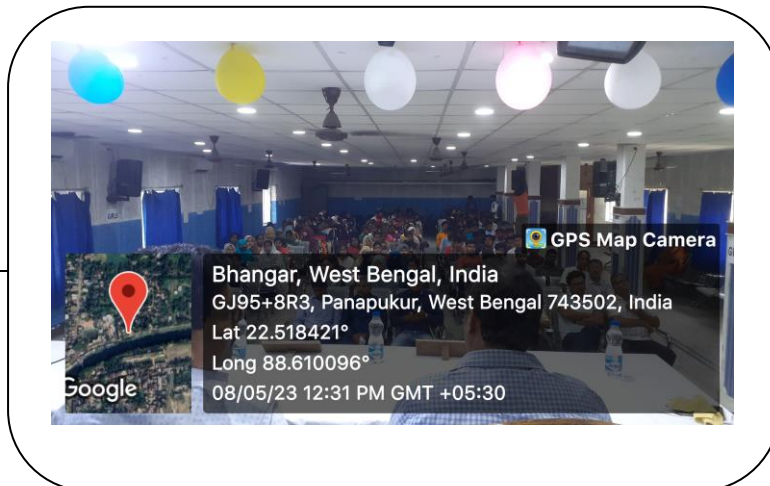 GPS Map Camera
Bhangar, West Bengal, India
GJ95+8R3, Panapukur, West Bengal 743502, India
Lat 22.518421°
Long 88.610096°
08/05/23 12:31 PM GMT +05:30
Google